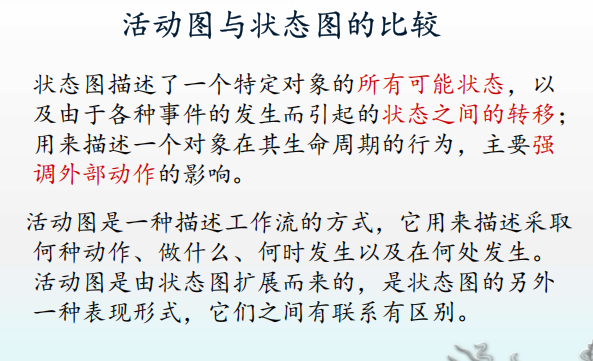 活动图与状态图的比较
状态图描述了一个特定对象的所有可能状态，以
及由于各种事件的发生而引起的状态之间的转移；
用来描述一个对象在其生命周期的行为，主要强
调外部动作的影响。
活动图是一种描述工作流的方式，它用来描述采取
何种动作、做什么、何时发生以及在何处发生。
活动图是由状态图扩展而来的，是状态图的另外
一种表现形式，它们之间有联系有区别。